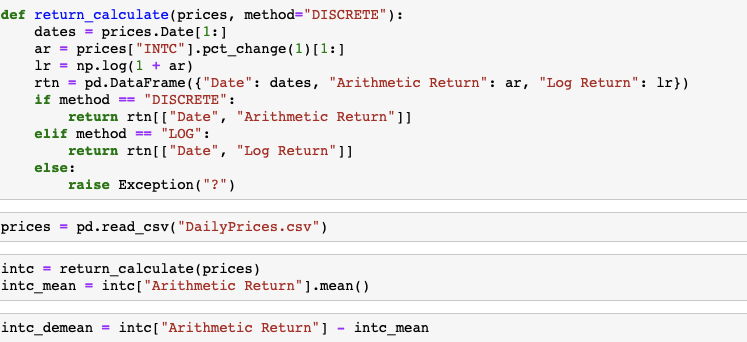 def return_calculate(prices, method="DISCRETE"):
    dates = prices.Date[1:]
    ar = prices["INTC"].pct_change(1)[1:]
    lr = np.log(1 + ar)
    rtn = pd.DataFrame({"Date": dates, "Arithmetic Return": ar, "Log Return": lr})
    if method == "DISCRETE":
        return rtn[["Date", "Arithmetic Return"]]
    elif method == "LOG":
        return rtn[["Date", "Log Return"]]
    else:
        raise Exception("?")
prices = pd.read_csv("DailyPrices.csv")
intc = return_calculate(prices)
intc_mean = intc["Arithmetic Return"].mean()
intc_demean = intc["Arithmetic Return"] - intc_mean